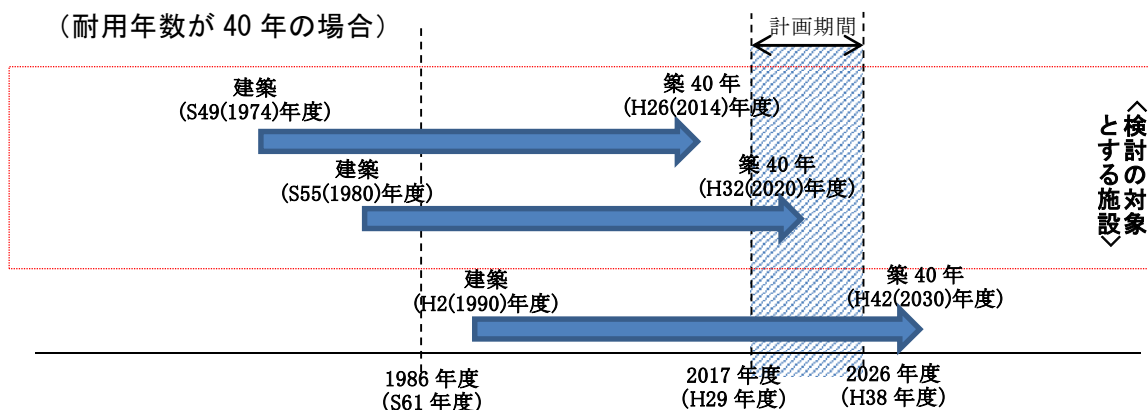 (耐用年数が 40 年の場合)
計画期間
建築
(S49(1974)年度)
築 40 年
(H26(2014)年度)
建築
(S55(1980)年度)
築 40 年
(H32(2020)年度)
〈検討の対象
とする施設〉
建築
(H2(1990)年度)
築 40 年
(H42(2030)年度)
1986 年度
(S61 年度)
2017 年度
(H29 年度)
2026 年度
(H38 年度)